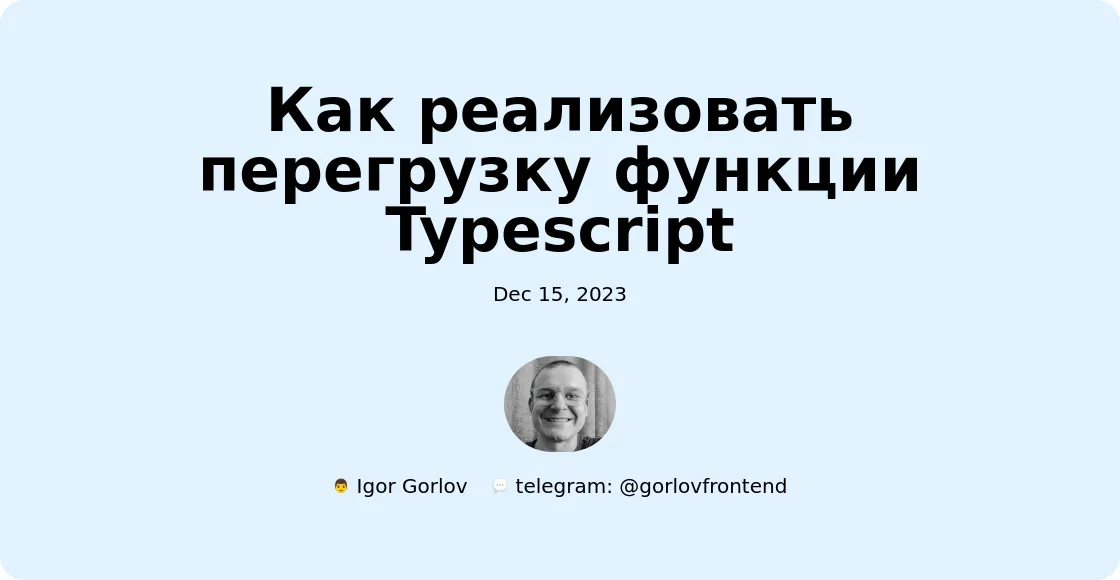 Как реализовать
перегрузку функции
Typescript
Dec 15, 2023
👨 Igor Gorlov 💬 telegram: @gorlovfrontend